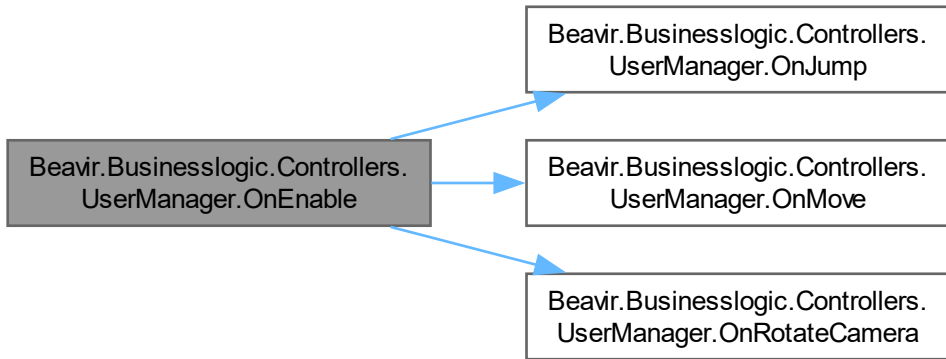 Beavir.Businesslogic.Controllers.
UserManager.OnEnable
Beavir.Businesslogic.Controllers.
UserManager.OnJump
Beavir.Businesslogic.Controllers.
UserManager.OnMove
Beavir.Businesslogic.Controllers.
UserManager.OnRotateCamera